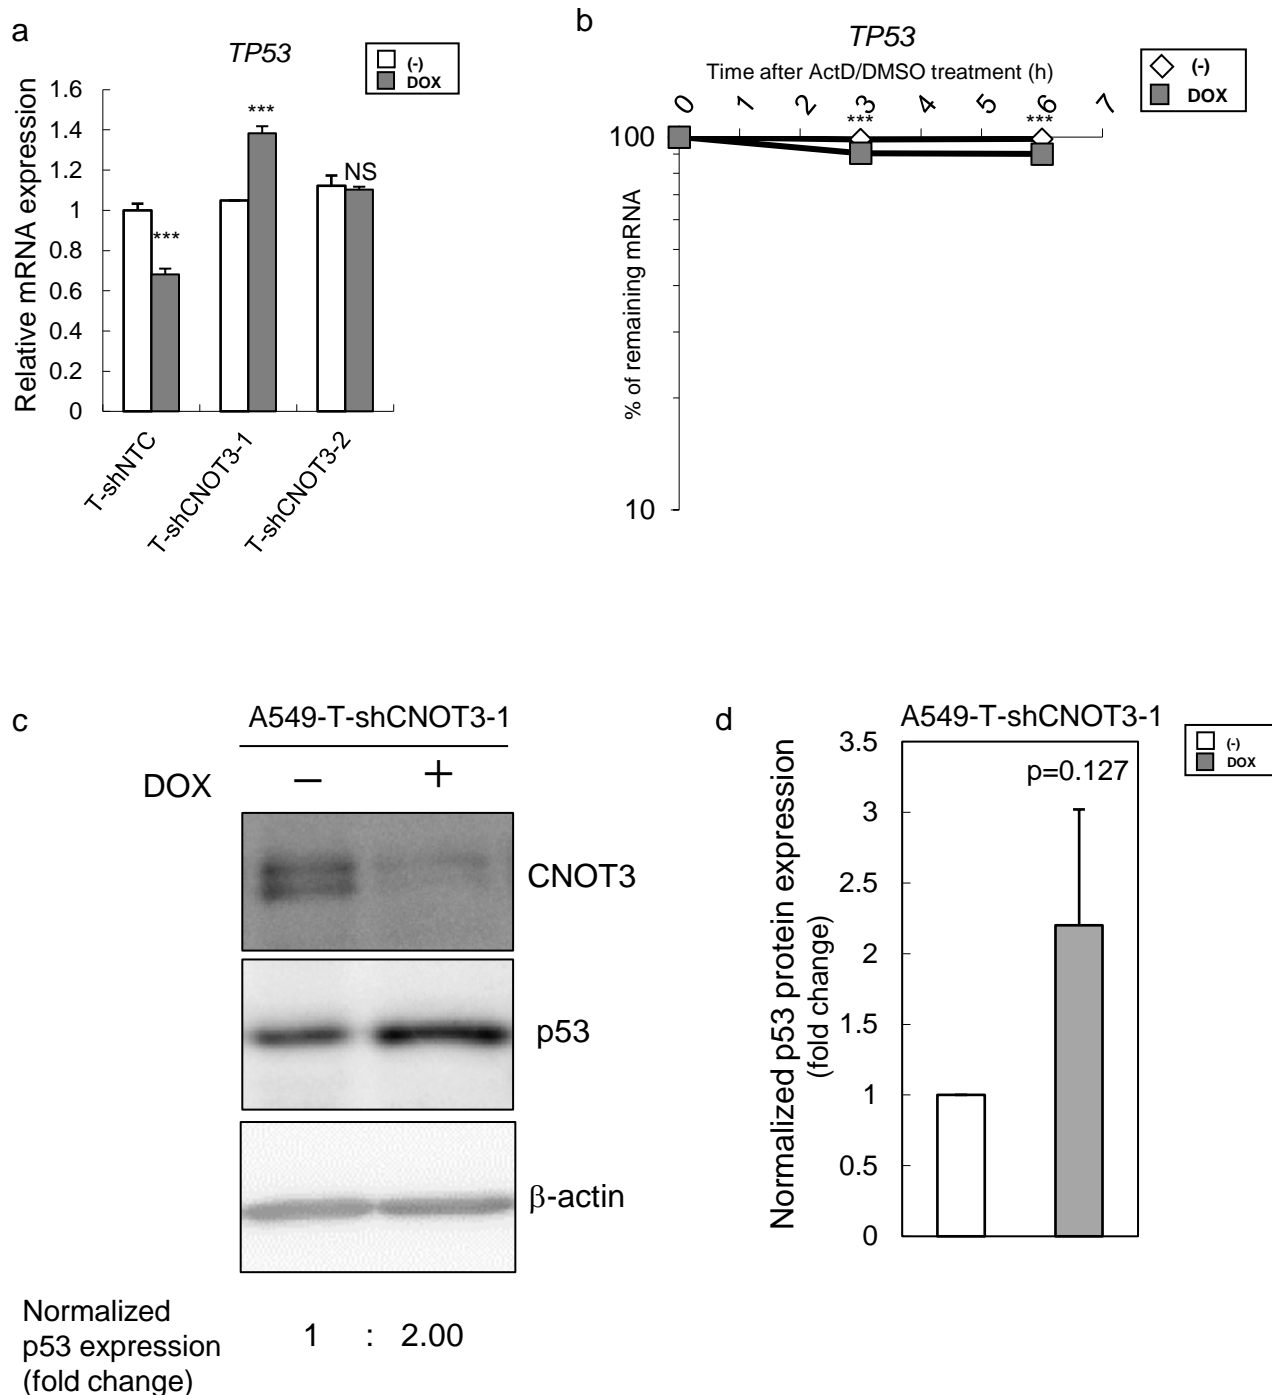 a
TP53
(-)
DOX
Relative mRNA expression
1.6
1.4
1.2
1
0.8
0.6
0.4
0.2
0
***
***
NS
T-shNTC
T-shCNOT3-1
T-shCNOT3-2
b
TP53
Time after ActD/DMSO treatment (h)
(-)
DOX
0 1 2 3 4 5 6 7
*** ***
100
10
% of remaining mRNA
c
A549-T-shCNOT3-1
DOX − +
CNOT3
p53
β-actin
Normalized
p53 expression
(fold change)
1 : 2.00
d
A549-T-shCNOT3-1
(-)
DOX
Normalized p53 protein expression
(fold change)
3.5
3
2.5
2
1.5
1
0.5
0
p=0.127